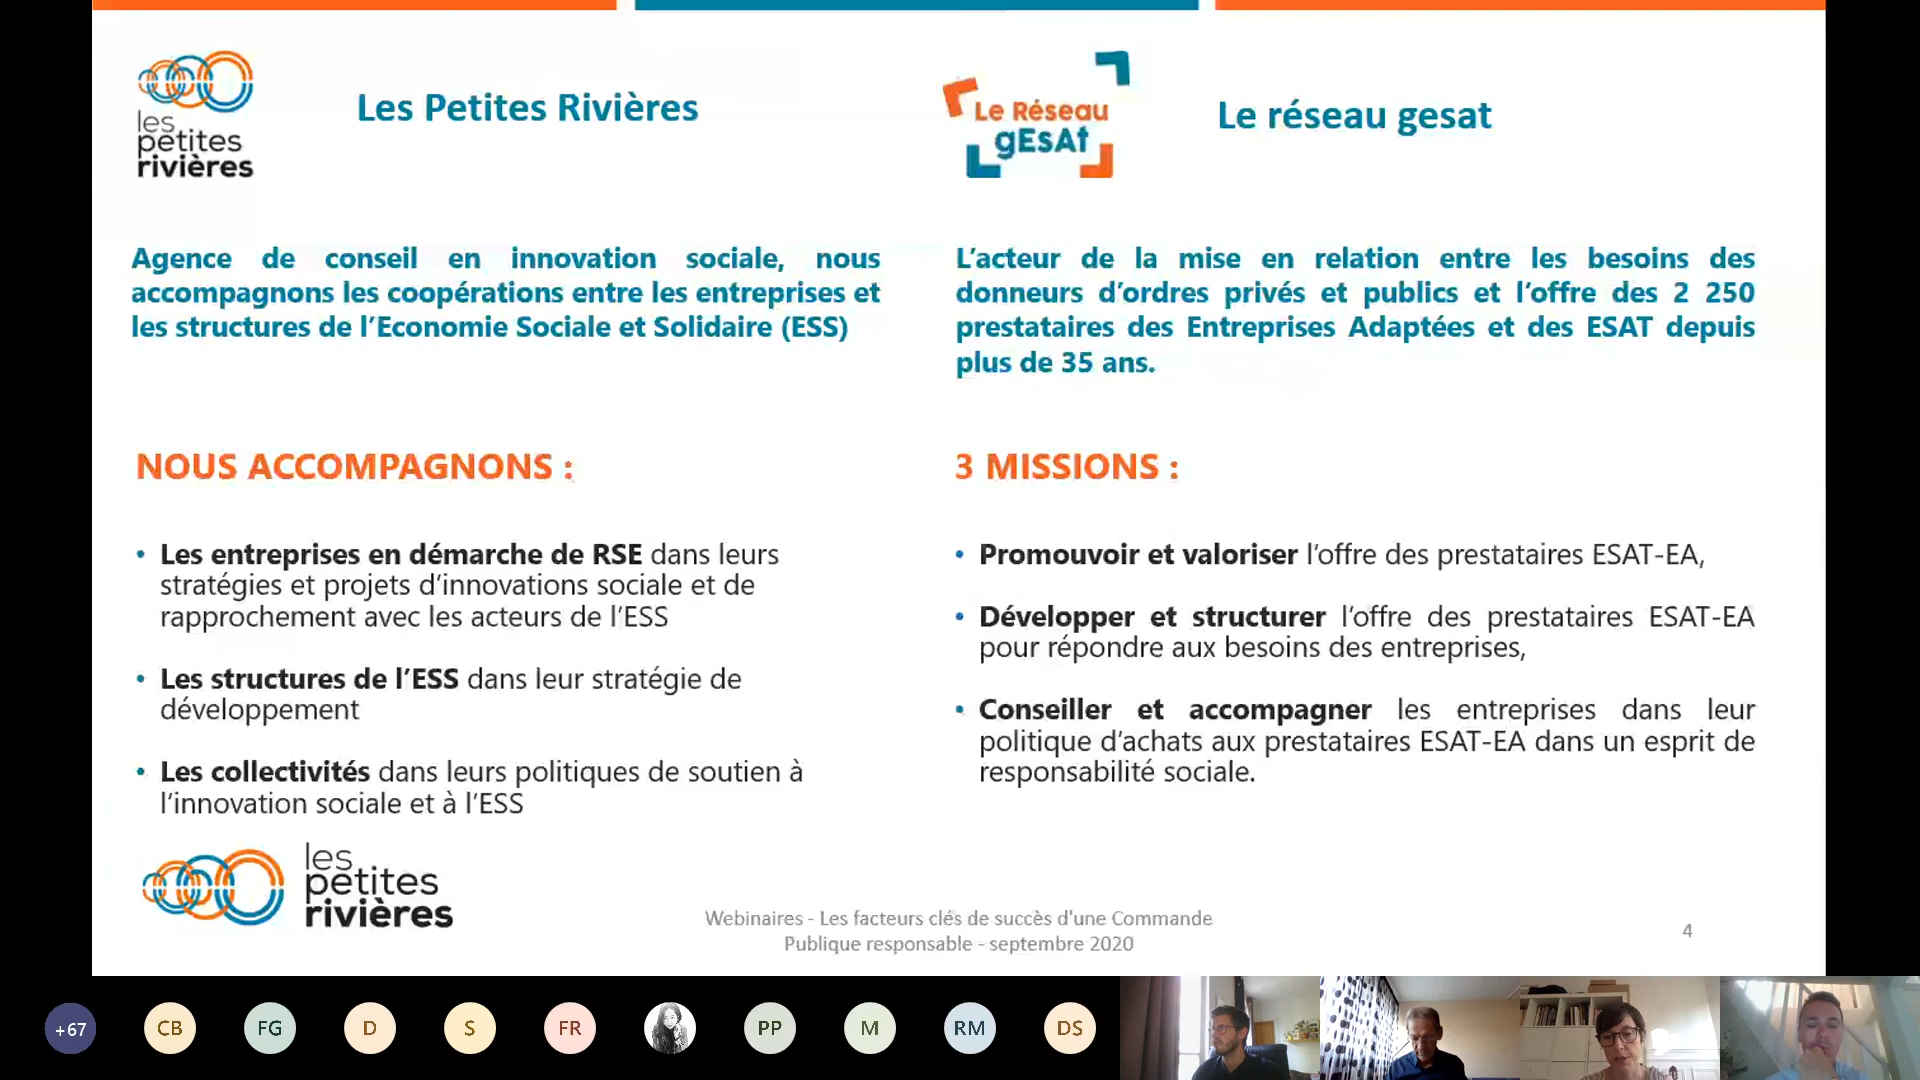 les
petites
rivières
Les Petites Rivières
Le Réseau
gEsAt
Le réseau gesat
Agence de conseil en innovation sociale, nous
accompagnons les coopérations entre les entreprises et
les structures de l’Economie Sociale et Solidaire (ESS)
L’acteur de la mise en relation entre les besoins des
donneurs d’ordres privés et publics et l’offre des 2 250
prestataires des Entreprises Adaptées et des ESAT depuis
plus de 35 ans.
NOUS ACCOMPAGNONS :
• Les entreprises en démarche de RSE dans leurs
stratégies et projets d’innovations sociale et de
rapprochement avec les acteurs de l’ESS
• Les structures de l’ESS dans leur stratégie de
développement
• Les collectivités dans leurs politiques de soutien à
l’innovation sociale et à l’ESS
3 MISSIONS :
• Promouvoir et valoriser l’offre des prestataires ESAT-EA,
• Développer et structurer l’offre des prestataires ESAT-EA
pour répondre aux besoins des entreprises,
• Conseiller et accompagner les entreprises dans leur
politique d’achats aux prestataires ESAT-EA dans un esprit de
responsabilité sociale.
les
petites
rivières
Webinaires - Les facteurs clés de succès d'une Commande
Publique responsable - septembre 2020
4
+67
CB
FG
D
S
FR
PP
M
RM
DS